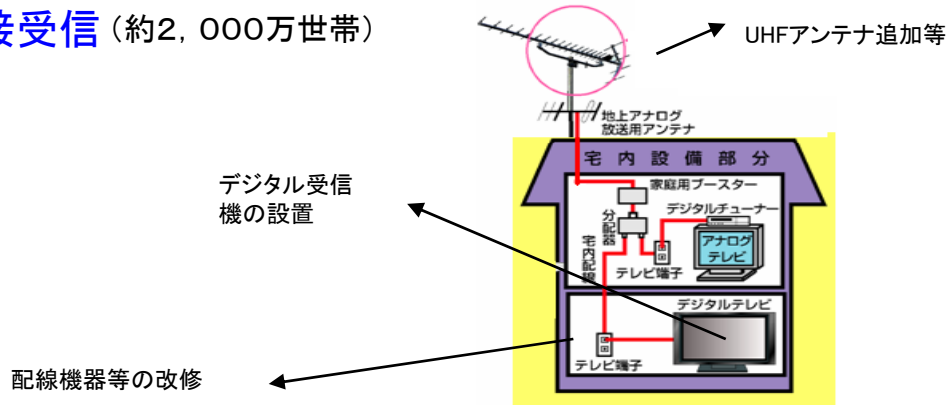 接受信（約２，０００万世帯）
UHFアンテナ追加等
地上アナログ
放送用アンテナ
宅内設備部分
家庭用ブースター
デジタル受信
機の設置
デジタルチューナー
分配器
アナログ
テレビ
宅内配線
テレビ端子
デジタルテレビ
テレビ端子
配線機器等の改修